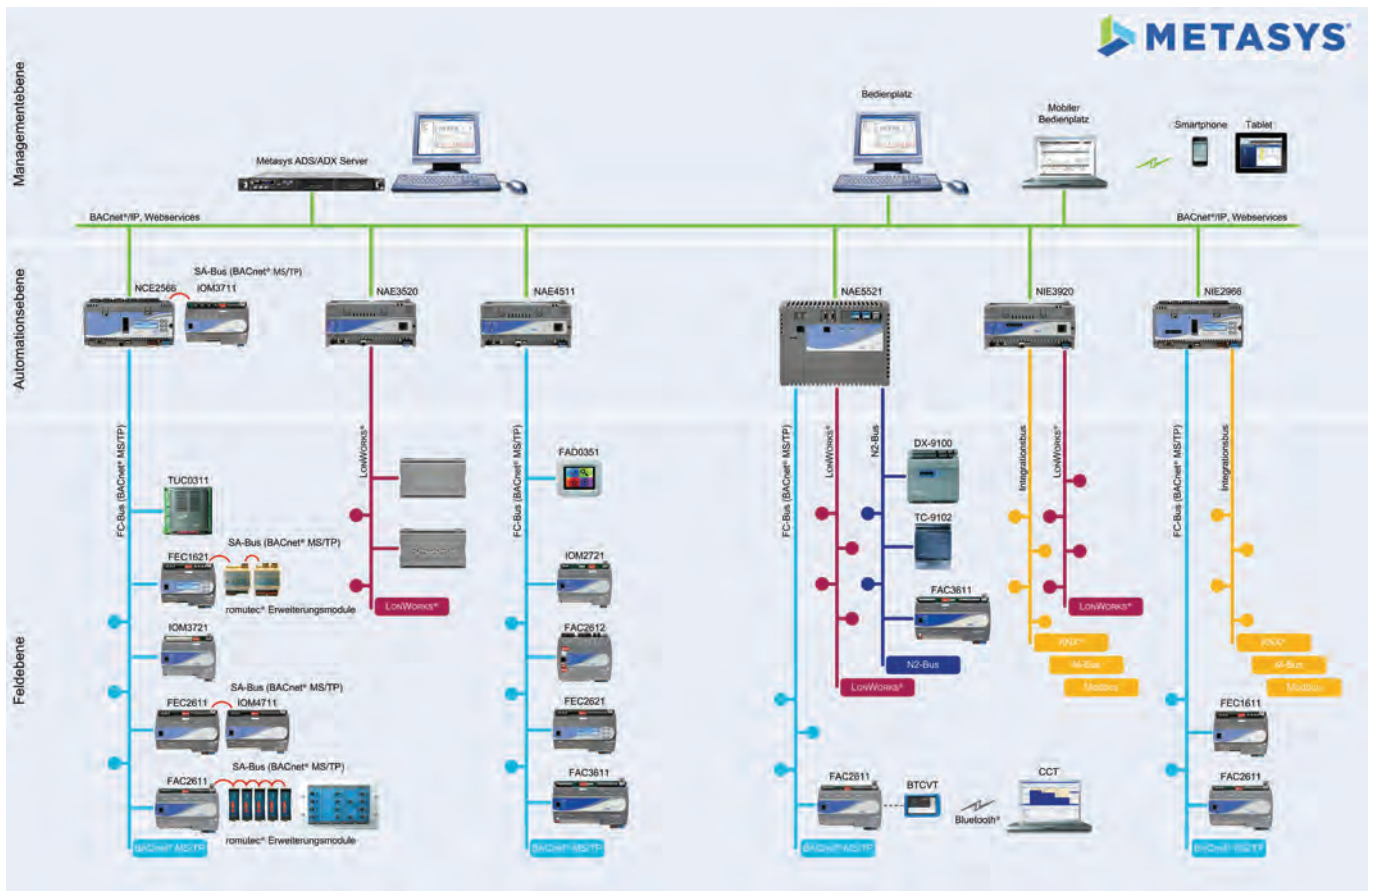 METASYS®
Managementebene
Metasys ADS/ADX Server
Bedienplatz
Mobiler
Bedienplatz
Smartphone
Tablet
BACnet®/IP, Webservices
BACnet®/IP, Webservices
Automationsebene
SA-Bus (BACnet® MS/TP)
NCE2566
IOM3711
NAE3520
NAE4511
NAE5521
NIE3920
NIE2966
Feldebene
FC-Bus (BACnet® MS/TP)
TUC0311
FEC1621
SA-Bus (BACnet® MS/TP)
romutec® Erweiterungsmodule
IOM3721
SA-Bus (BACnet® MS/TP)
FEC2611
IOM4711
SA-Bus (BACnet® MS/TP)
FAC2611
romutec® Erweiterungsmodule
BACnet® MS/TP
LONWORKS®
LONWORKS®
FC-Bus (BACnet® MS/TP)
FAD0351
IOM2721
FAC2612
FEC2621
FAC3611
BACnet® MS/TP
FC-Bus (BACnet® MS/TP)
LONWORKS®
N2-Bus
DX-9100
TC-9102
FAC3611
N2-Bus
LONWORKS®
FAC2611
BTCVT
Bluetooth®
CCT
BACnet® MS/TP
Integrationsbus
LONWORKS®
LONWORKS®
KNX®
M-Bus
Modbus
FC-Bus (BACnet® MS/TP)
Integrationsbus
KNX®
M-Bus
Modbus
FEC1611
FAC2611
BACnet® MS/TP